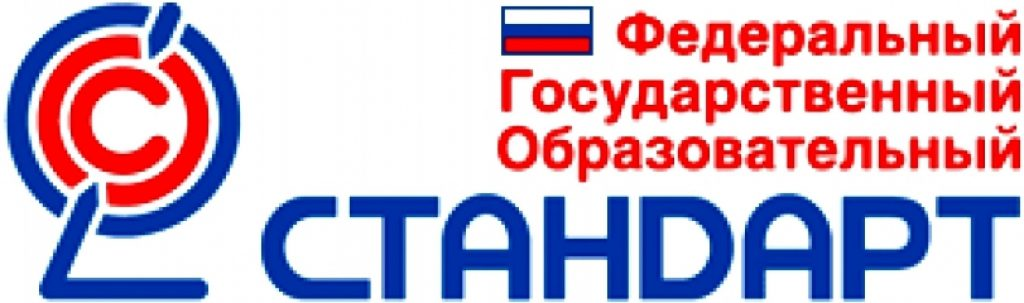 Федеральный
Государственный
Образовательный
СТАНДАРТ